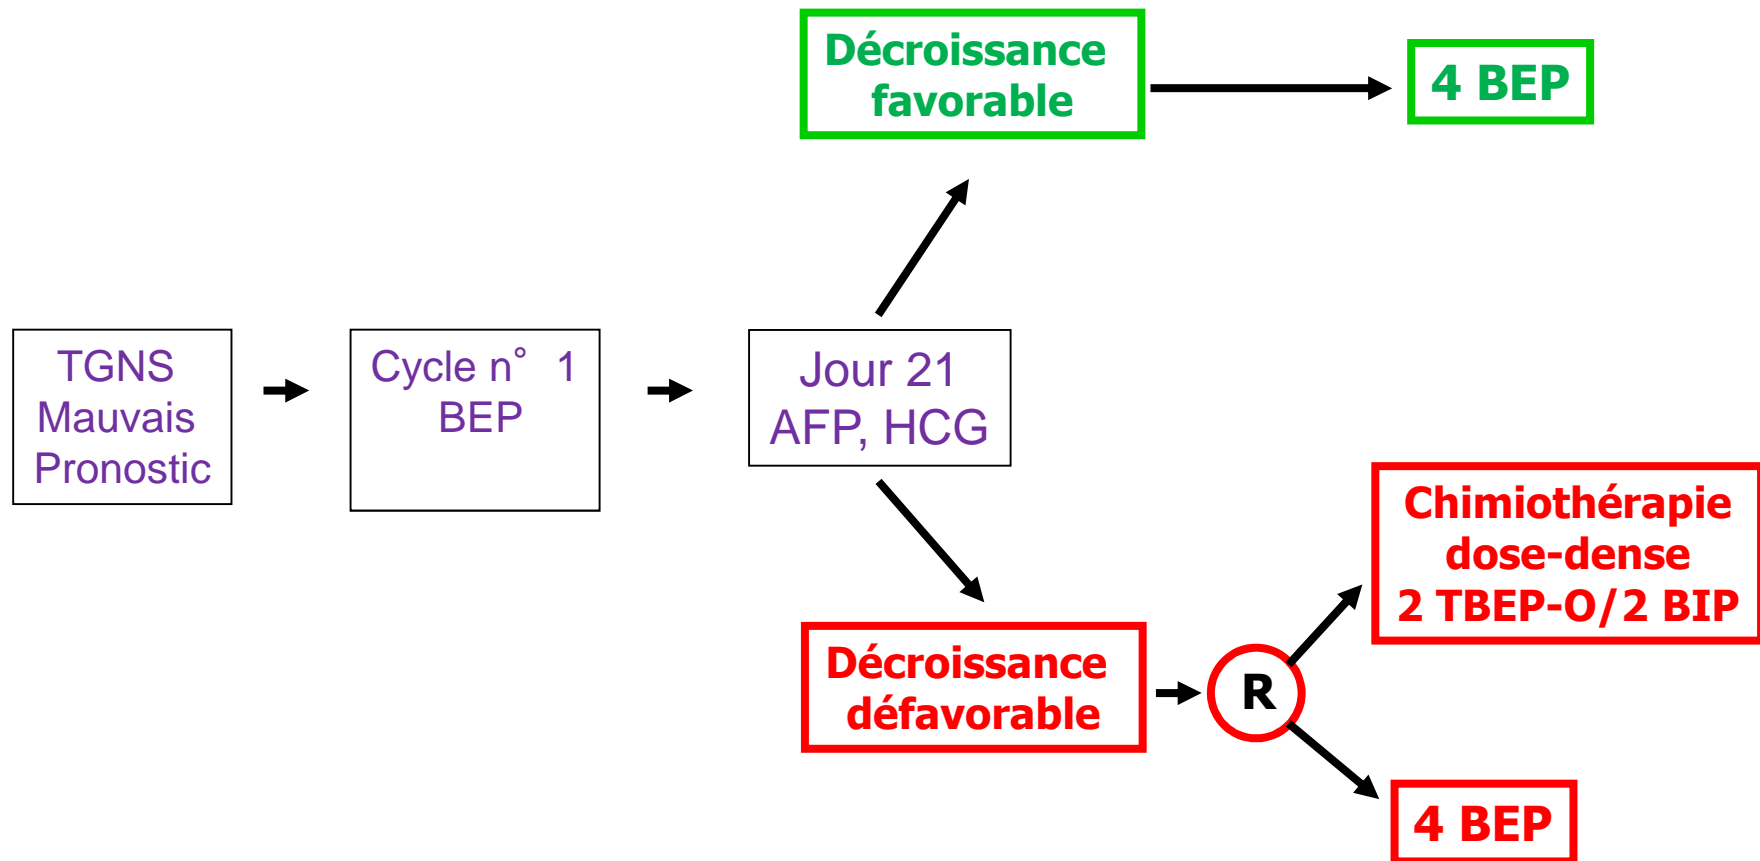 Décroissance
favorable
4 BEP
TGNS
Mauvais
Pronostic
Cycle n° 1
BEP
Jour 21
AFP, HCG
Décroissance
défavorable
R
Chimiothérapie
dose-dense
2 TBEP-O/2 BIP
4 BEP